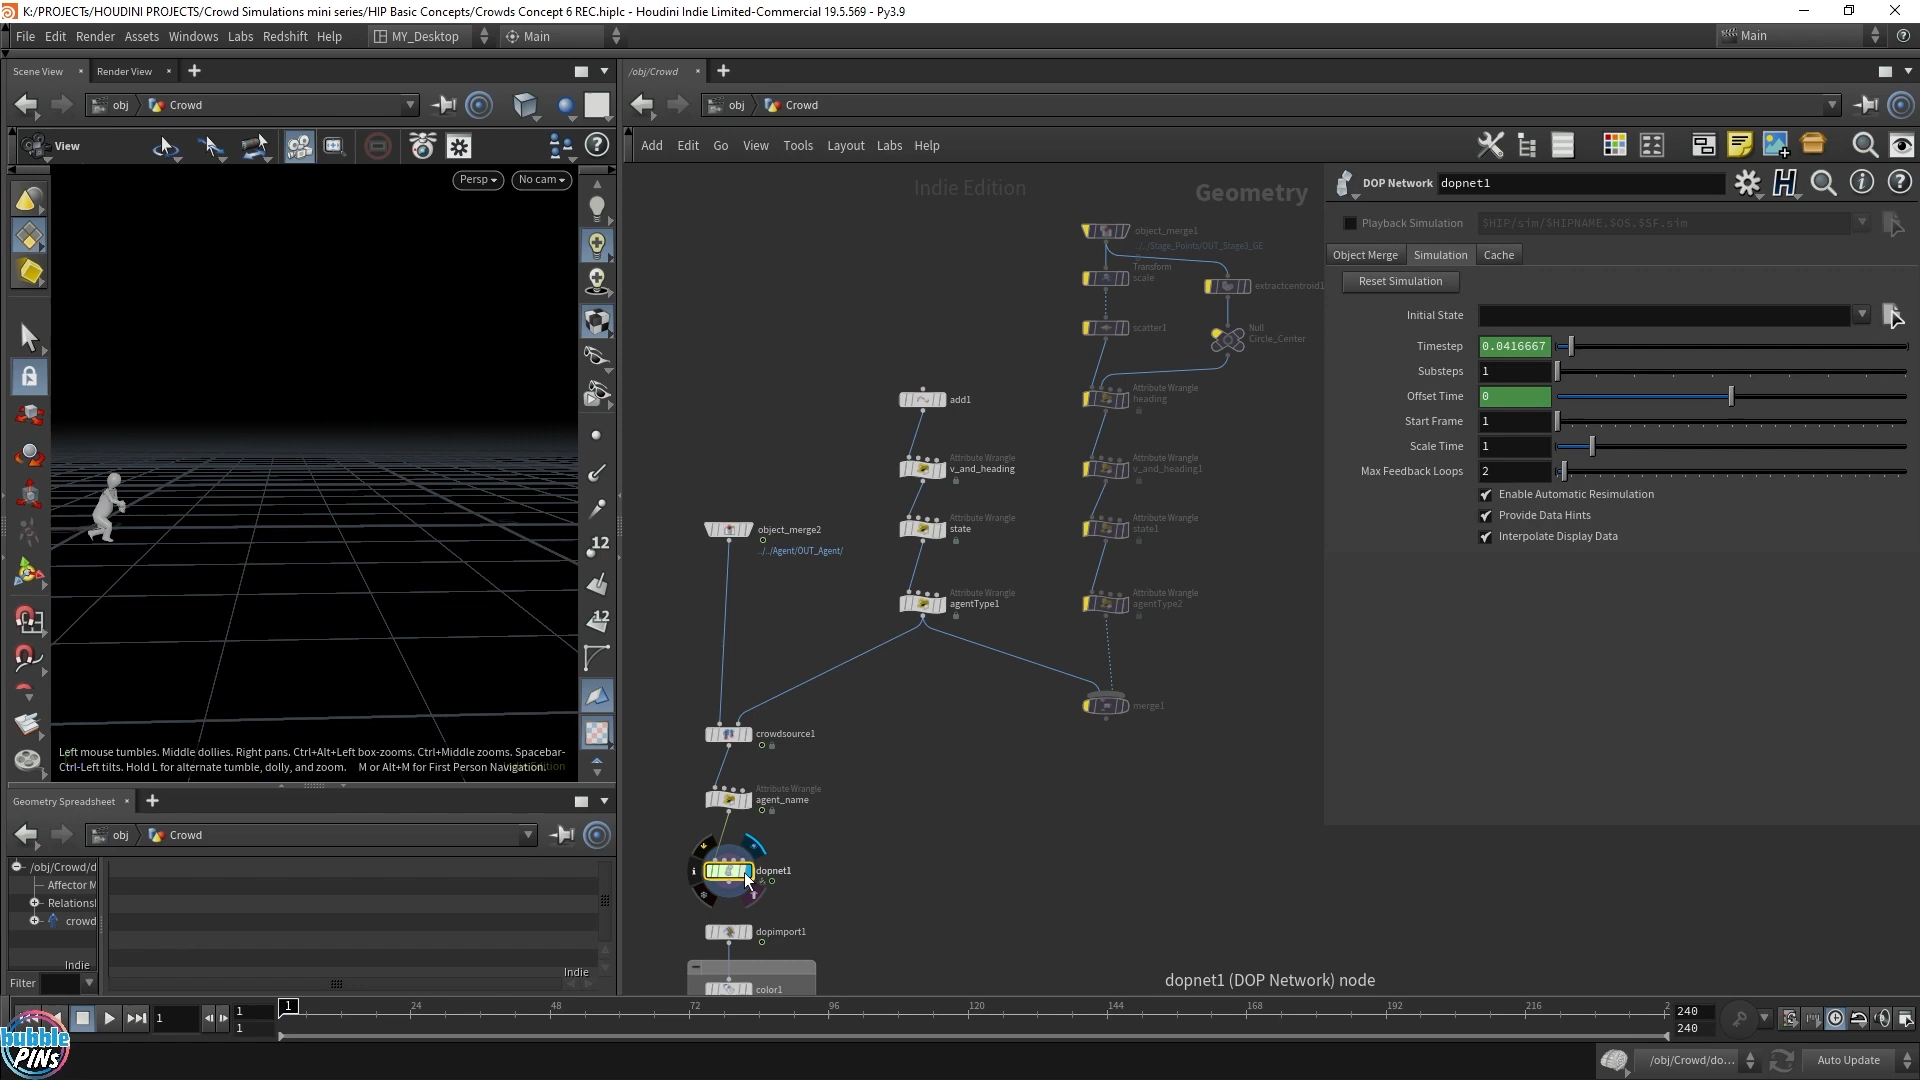 K:/PROJECTs/HOUDINI PROJECTS/Crowd Simulations mini series/HIP Basic Concepts/Crowds Concept 6 REC.hiplc - Houdini Indie Limited-Commercial 19.5.569 - Py3.9
File Edit Render Assets Windows Labs Redshift Help MY_Desktop Main Main
Scene View Render View
obj Crowd
View
Persp No cam
12
12
Left mouse tumbles. Middle dollies. Right pans. Ctrl+Alt+Left box-zooms. Ctrl+Middle zooms. Spacebar-
Ctrl-Left tilts. Hold L for alternate tumble, dolly, and zoom. M or Alt+M for First Person Navigation.
Geometry Spreadsheet
obj Crowd
/obj/Crowd/d
Affector M
Relationsh
crowd
Indie
Indie
Filter
/obj/Crowd
obj Crowd
Add Edit Go View Tools Layout Labs Help
Indie Edition
Geometry
object_merge1
../../Stage_Points/OUT_Stage3_GE
Transform
scale
extractcentroid1
scatter1
Null
Circle_Center
Attribute Wrangle
heading
add1
Attribute Wrangle
v_and_heading
Attribute Wrangle
v_and_heading1
Attribute Wrangle
state
Attribute Wrangle
state1
object_merge2
../../Agent/OUT_Agent/
Attribute Wrangle
agentType1
Attribute Wrangle
agentType2
merge1
crowdsource1
Attribute Wrangle
agent_name
dopnet1
dopimport1
color1
dopnet1 (DOP Network) node
DOP Network dopnet1
Playback Simulation $HIP/sim/$HIPNAME.$OS.$SF.sim
Object Merge Simulation Cache
Reset Simulation
Initial State
Timestep 0.0416667
Substeps 1
Offset Time 0
Start Frame 1
Scale Time 1
Max Feedback Loops 2
Enable Automatic Resimulation
Provide Data Hints
Interpolate Display Data
1 1 1 1 24 48 72 96 120 144 168 192 216 2 240 240
bubble
PINs
/obj/Crowd/do... Auto Update